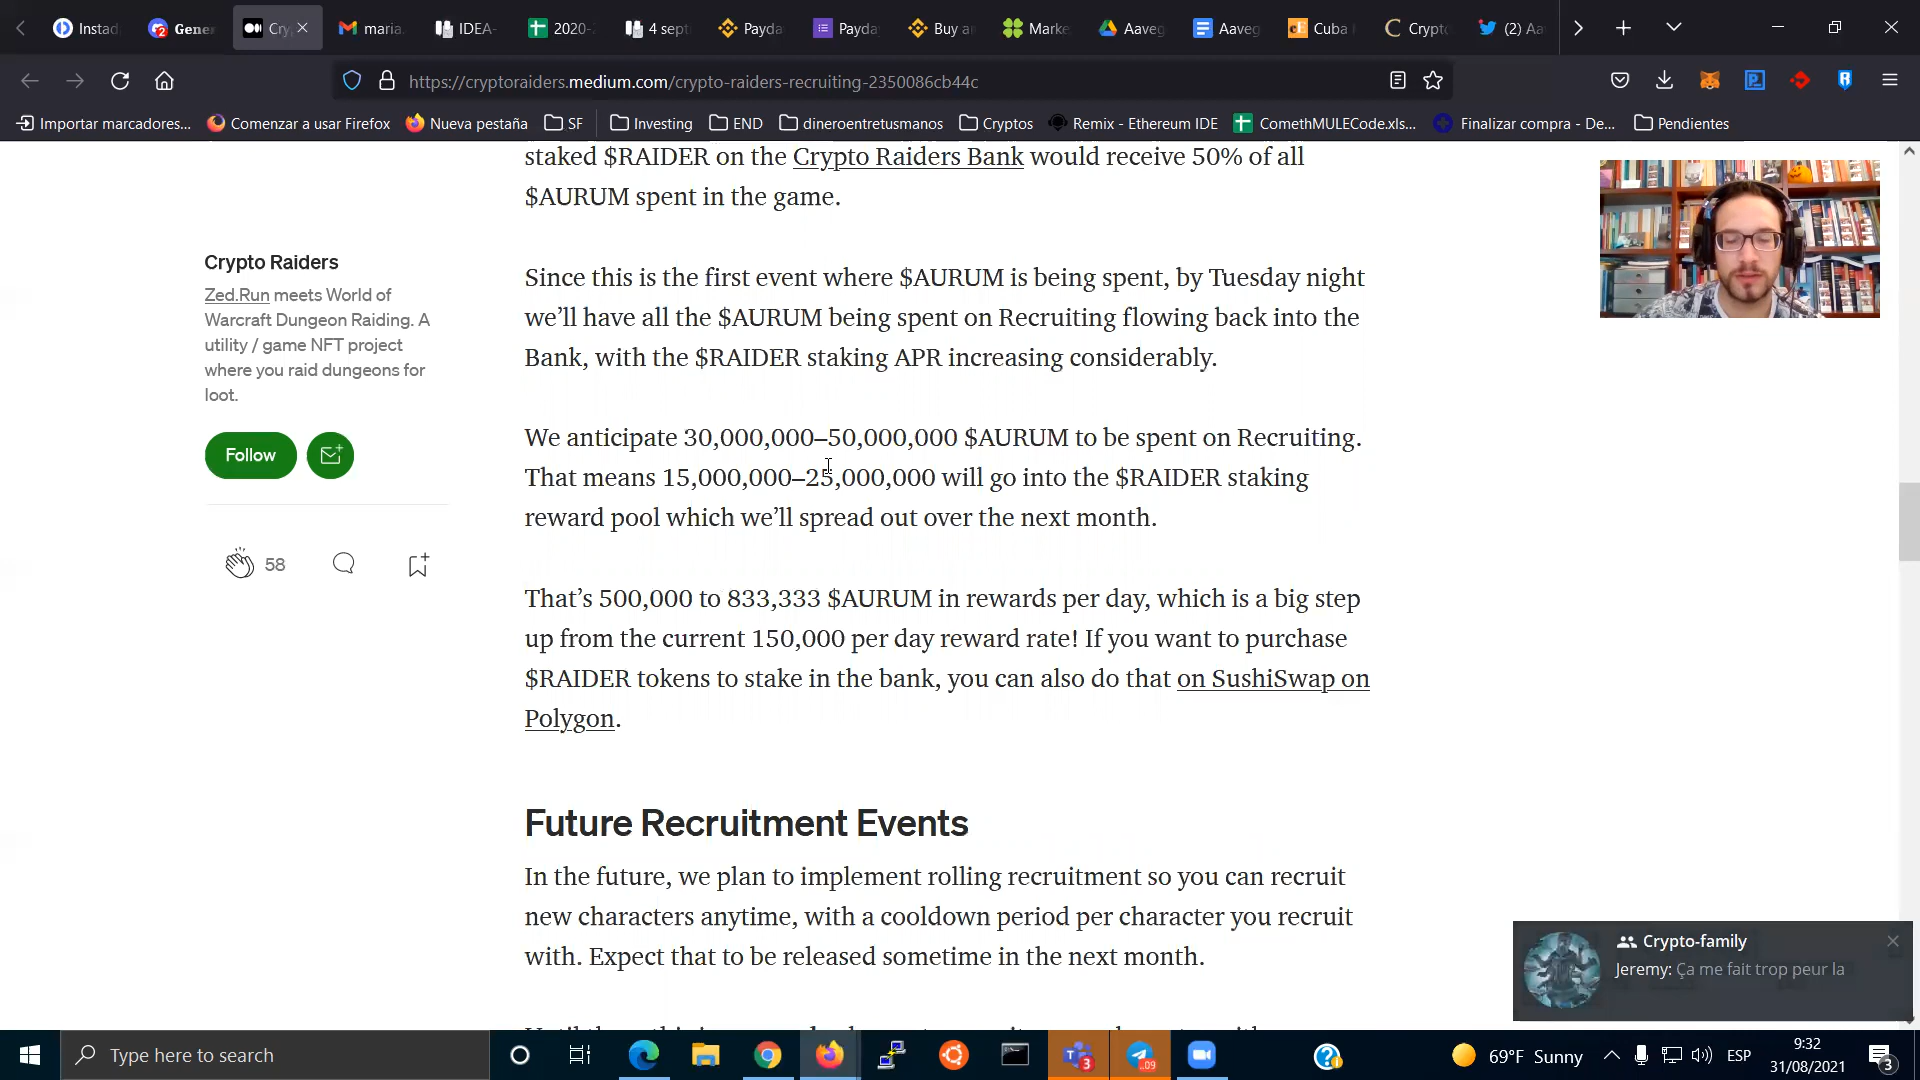 Instad
Gener
Cry
maria.
IDEA-
2020-
4 sept
Payda
Payda
Buy an
Marke
Aaveg
Aaveg
Cuba
Crypto
(2) Aa
https://cryptoraiders.medium.com/crypto-raiders-recruiting-2350086cb44c
Importar marcadores...
Comenzar a usar Firefox
Nueva pestaña
SF
Investing
END
dineroentretusmanos
Cryptos
Remix - Ethereum IDE
ComethMULECode.xls...
Finalizar compra - De...
Pendientes
staked $RAIDER on the Crypto Raiders Bank would receive 50% of all
$AURUM spent in the game.
Crypto Raiders
Zed.Run meets World of
Warcraft Dungeon Raiding. A
utility / game NFT project
where you raid dungeons for
loot.
Follow
58
Since this is the first event where $AURUM is being spent, by Tuesday night
we'll have all the $AURUM being spent on Recruiting flowing back into the
Bank, with the $RAIDER staking APR increasing considerably.
We anticipate 30,000,000–50,000,000 $AURUM to be spent on Recruiting.
That means 15,000,000–25,000,000 will go into the $RAIDER staking
reward pool which we'll spread out over the next month.
That's 500,000 to 833,333 $AURUM in rewards per day, which is a big step
up from the current 150,000 per day reward rate! If you want to purchase
$RAIDER tokens to stake in the bank, you can also do that on SushiSwap on
Polygon.
Future Recruitment Events
In the future, we plan to implement rolling recruitment so you can recruit
new characters anytime, with a cooldown period per character you recruit
with. Expect that to be released sometime in the next month.
Crypto-family
Jeremy: Ça me fait trop peur la
Type here to search
3
.09
69°F Sunny
ESP
9:32
31/08/2021
3